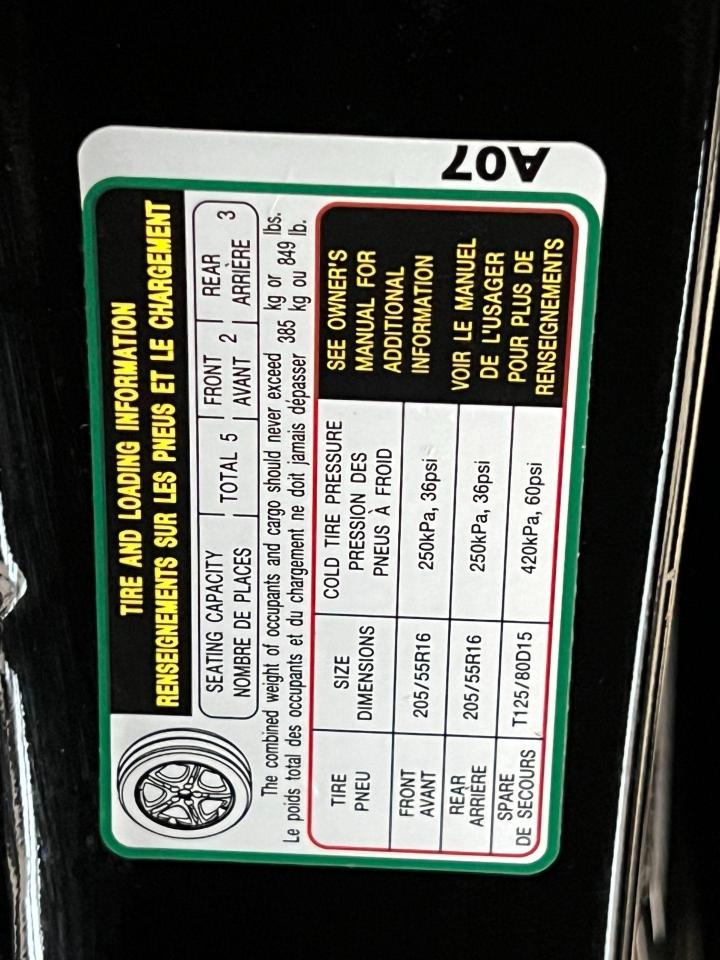 A07
TIRE AND LOADING INFORMATION
RENSEIGNEMENTS SUR LES PNEUS ET LE CHARGEMENT
SEATING CAPACITY | TOTAL 5 | FRONT 2 | REAR 3
NOMBRE DE PLACES | AVANT | ARRIÈRE
The combined weight of occupants and cargo should never exceed 385 kg or 849 lbs.
Le poids total des occupants et du chargement ne doit jamais dépasser 385 kg ou 849 lb.
TIRE SIZE COLD TIRE PRESSURE
PNEU DIMENSIONS PRESSION DES
PNEUS À FROID
FRONT
AVANT 205/55R16 250kPa, 36psi
REAR
ARRIÈRE 205/55R16 250kPa, 36psi
SPARE
DE SECOURS T125/80D15 420kPa, 60psi
SEE OWNER'S
MANUAL FOR
ADDITIONAL
INFORMATION
VOIR LE MANUEL
DE L'USAGER
POUR PLUS DE
RENSEIGNEMENTS